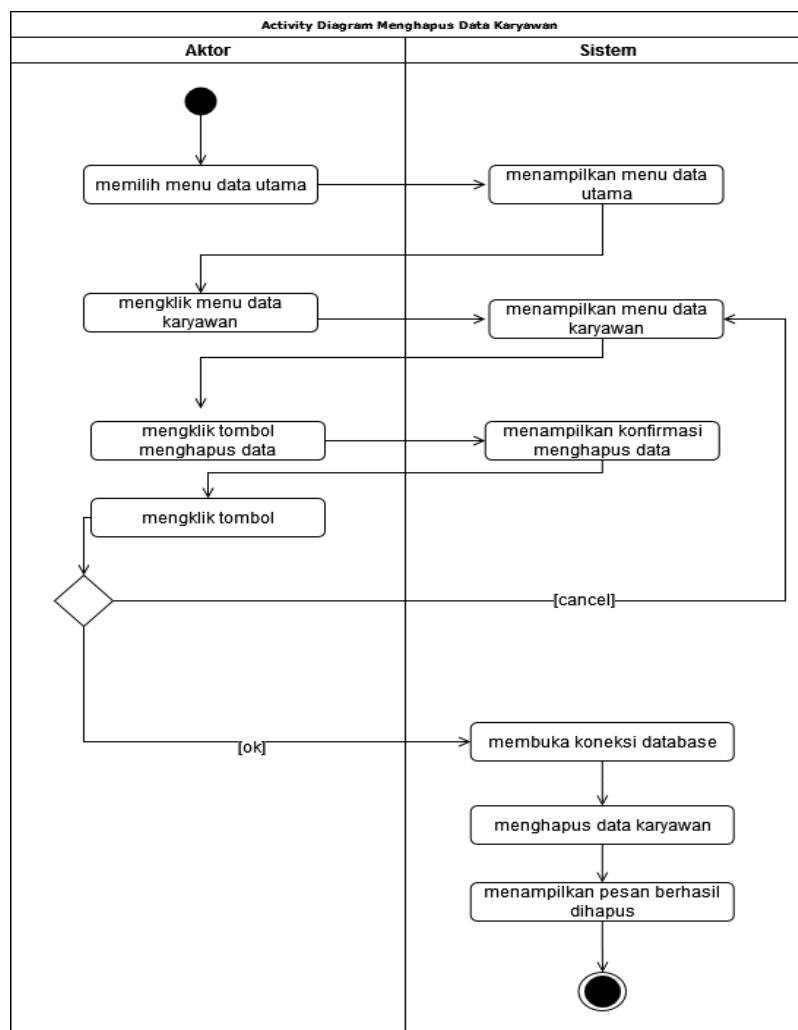 Activity Diagram Menghapus Data Karyawan
Aktor
Sistem
memilih menu data utama
menampilkan menu data
utama
mengklik menu data
karyawan
menampilkan menu data
karyawan
mengklik tombol
menghapus data
menampilkan konfirmasi
menghapus data
mengklik tombol
[cancel]
[ok]
membuka koneksi database
menghapus data karyawan
menampilkan pesan berhasil
dihapus